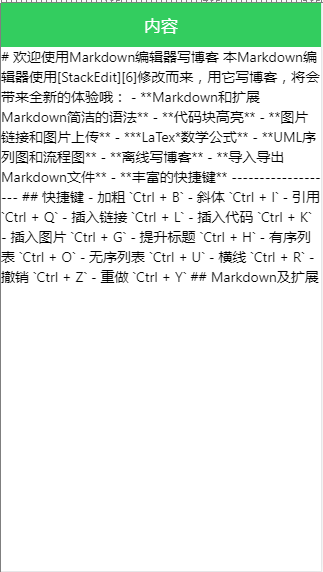 内容
# 欢迎使用Markdown编辑器写博客 本Markdown编
辑器使用[StackEdit][6]修改而来，用它写博客，将会
带来全新的体验哦： - **Markdown和扩展
Markdown简洁的语法** - **代码块高亮** - **图片
链接和图片上传** - ***LaTex*数学公式** - **UML序
列图和流程图** - **离线写博客** - **导入导出
Markdown文件** - **丰富的快捷键** ----------------
--- ## 快捷键 - 加粗 `Ctrl + B` - 斜体 `Ctrl + I` - 引用
`Ctrl + Q` - 插入链接 `Ctrl + L` - 插入代码 `Ctrl + K`
- 插入图片 `Ctrl + G` - 提升标题 `Ctrl + H` - 有序列
表 `Ctrl + O` - 无序列表 `Ctrl + U` - 横线 `Ctrl + R` -
撤销 `Ctrl + Z` - 重做 `Ctrl + Y` ## Markdown及扩展